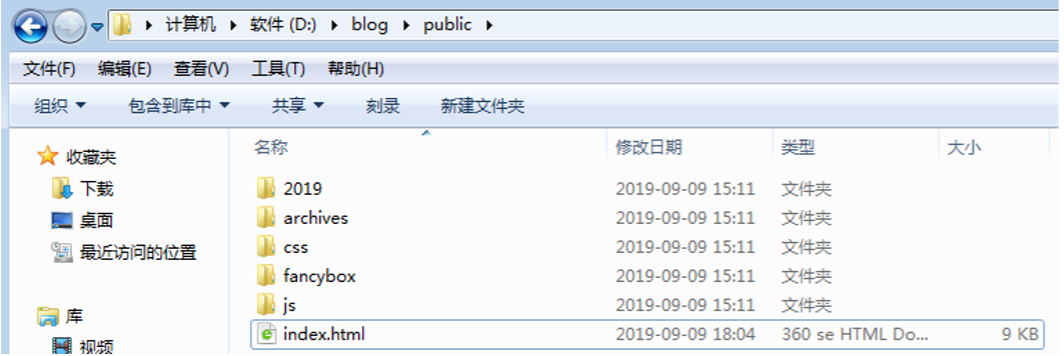 计算机 软件 (D:) blog public
文件(F) 编辑(E) 查看(V) 工具(T) 帮助(H)
组织 包含到库中 共享 刻录 新建文件夹
收藏夹
下载
桌面
最近访问的位置
库
视频
名称 修改日期 类型 大小
2019 2019-09-09 15:11 文件夹
archives 2019-09-09 15:11 文件夹
css 2019-09-09 15:11 文件夹
fancybox 2019-09-09 15:11 文件夹
js 2019-09-09 15:11 文件夹
index.html 2019-09-09 18:04 360 se HTML Do... 9 KB